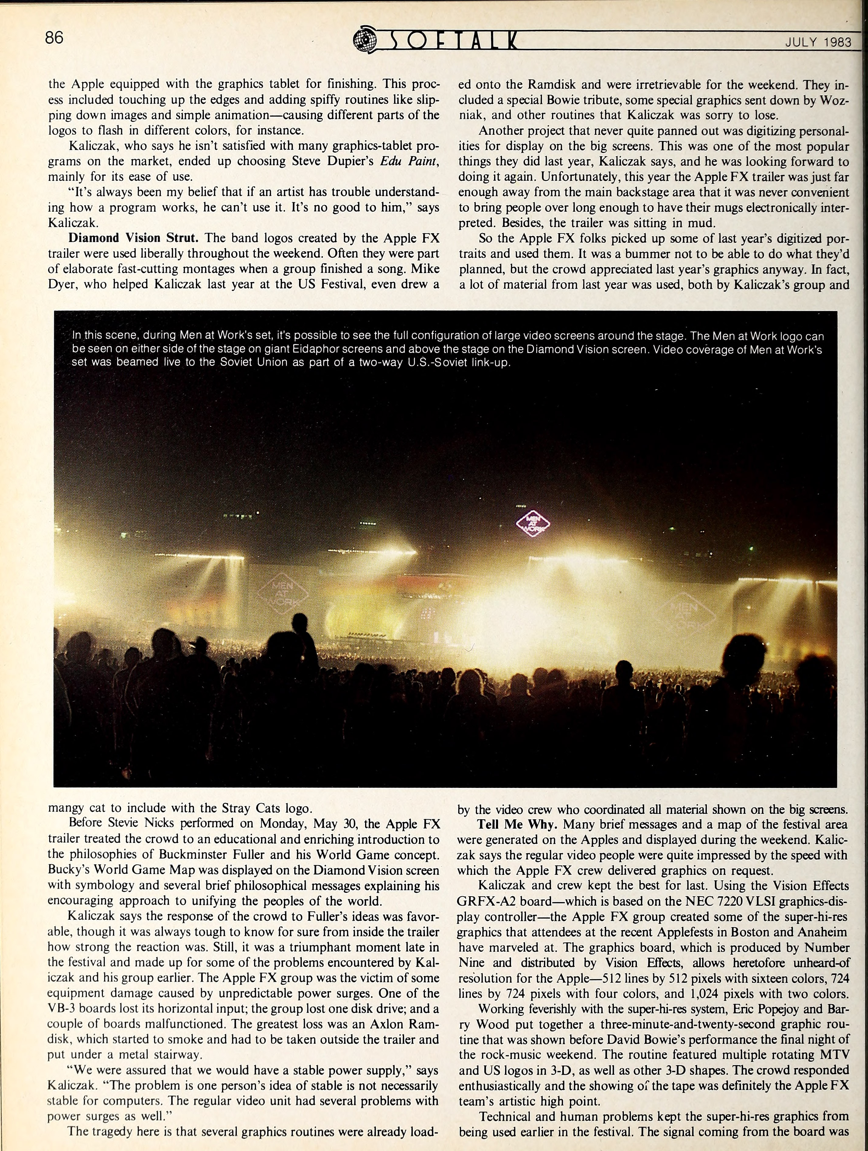 86
SOFTALK
JULY 1983
the Apple equipped with the graphics tablet for finishing. This proc-
ess included touching up the edges and adding spiffy routines like slip-
ping down images and simple animation—causing different parts of the
logos to flash in different colors, for instance.
Kaliczak, who says he isn't satisfied with many graphics-tablet pro-
grams on the market, ended up choosing Steve Dupier's Edu Paint,
mainly for its ease of use.
"It's always been my belief that if an artist has trouble understand-
ing how a program works, he can't use it. It's no good to him," says
Kaliczak.
Diamond Vision Strut. The band logos created by the Apple FX
trailer were used liberally throughout the weekend. Often they were part
of elaborate fast-cutting montages when a group finished a song. Mike
Dyer, who helped Kaliczak last year at the US Festival, even drew a
ed onto the Ramdisk and were irretrievable for the weekend. They in-
cluded a special Bowie tribute, some special graphics sent down by Woz-
niak, and other routines that Kaliczak was sorry to lose.
Another project that never quite panned out was digitizing personal-
ities for display on the big screens. This was one of the most popular
things they did last year, Kaliczak says, and he was looking forward to
doing it again. Unfortunately, this year the Apple FX trailer was just far
enough away from the main backstage area that it was never convenient
to bring people over long enough to have their mugs electronically inter-
preted. Besides, the trailer was sitting in mud.
So the Apple FX folks picked up some of last year's digitized por-
traits and used them. It was a bummer not to be able to do what they'd
planned, but the crowd appreciated last year's graphics anyway. In fact,
a lot of material from last year was used, both by Kaliczak's group and
In this scene, during Men at Work's set, it's possible to see the full configuration of large video screens around the stage. The Men at Work logo can
be seen on either side of the stage on giant Eidaphor screens and above the stage on the Diamond Vision screen. Video coverage of Men at Work's
set was beamed live to the Soviet Union as part of a two-way U.S.-Soviet link-up.
MEN
AT
WORK
MEN
AT
WORK
MEN
AT
WORK
mangy cat to include with the Stray Cats logo.
Before Stevie Nicks performed on Monday, May 30, the Apple FX
trailer treated the crowd to an educational and enriching introduction to
the philosophies of Buckminster Fuller and his World Game concept.
Bucky's World Game Map was displayed on the Diamond Vision screen
with symbology and several brief philosophical messages explaining his
encouraging approach to unifying the peoples of the world.
Kaliczak says the response of the crowd to Fuller's ideas was favor-
able, though it was always tough to know for sure from inside the trailer
how strong the reaction was. Still, it was a triumphant moment late in
the festival and made up for some of the problems encountered by Kal-
iczak and his group earlier. The Apple FX group was the victim of some
equipment damage caused by unpredictable power surges. One of the
VB-3 boards lost its horizontal input; the group lost one disk drive; and a
couple of boards malfunctioned. The greatest loss was an Axlon Ram-
disk, which started to smoke and had to be taken outside the trailer and
put under a metal stairway.
"We were assured that we would have a stable power supply," says
Kaliczak. "The problem is one person's idea of stable is not necessarily
stable for computers. The regular video unit had several problems with
power surges as well."
The tragedy here is that several graphics routines were already load-
by the video crew who coordinated all material shown on the big screens.
Tell Me Why. Many brief messages and a map of the festival area
were generated on the Apples and displayed during the weekend. Kalic-
zak says the regular video people were quite impressed by the speed with
which the Apple FX crew delivered graphics on request.
Kaliczak and crew kept the best for last. Using the Vision Effects
GRFX-A2 board—which is based on the NEC 7220 VLSI graphics-dis-
play controller—the Apple FX group created some of the super-hi-res
graphics that attendees at the recent Applefests in Boston and Anaheim
have marveled at. The graphics board, which is produced by Number
Nine and distributed by Vision Effects, allows heretofore unheard-of
resolution for the Apple—512 lines by 512 pixels with sixteen colors, 724
lines by 724 pixels with four colors, and 1,024 pixels with two colors.
Working feverishly with the super-hi-res system, Eric Popejoy and Bar-
ry Wood put together a three-minute-and-twenty-second graphic rou-
tine that was shown before David Bowie's performance the final night of
the rock-music weekend. The routine featured multiple rotating MTV
and US logos in 3-D, as well as other 3-D shapes. The crowd responded
enthusiastically and the showing of the tape was definitely the Apple FX
team's artistic high point.
Technical and human problems kept the super-hi-res graphics from
being used earlier in the festival. The signal coming from the board was